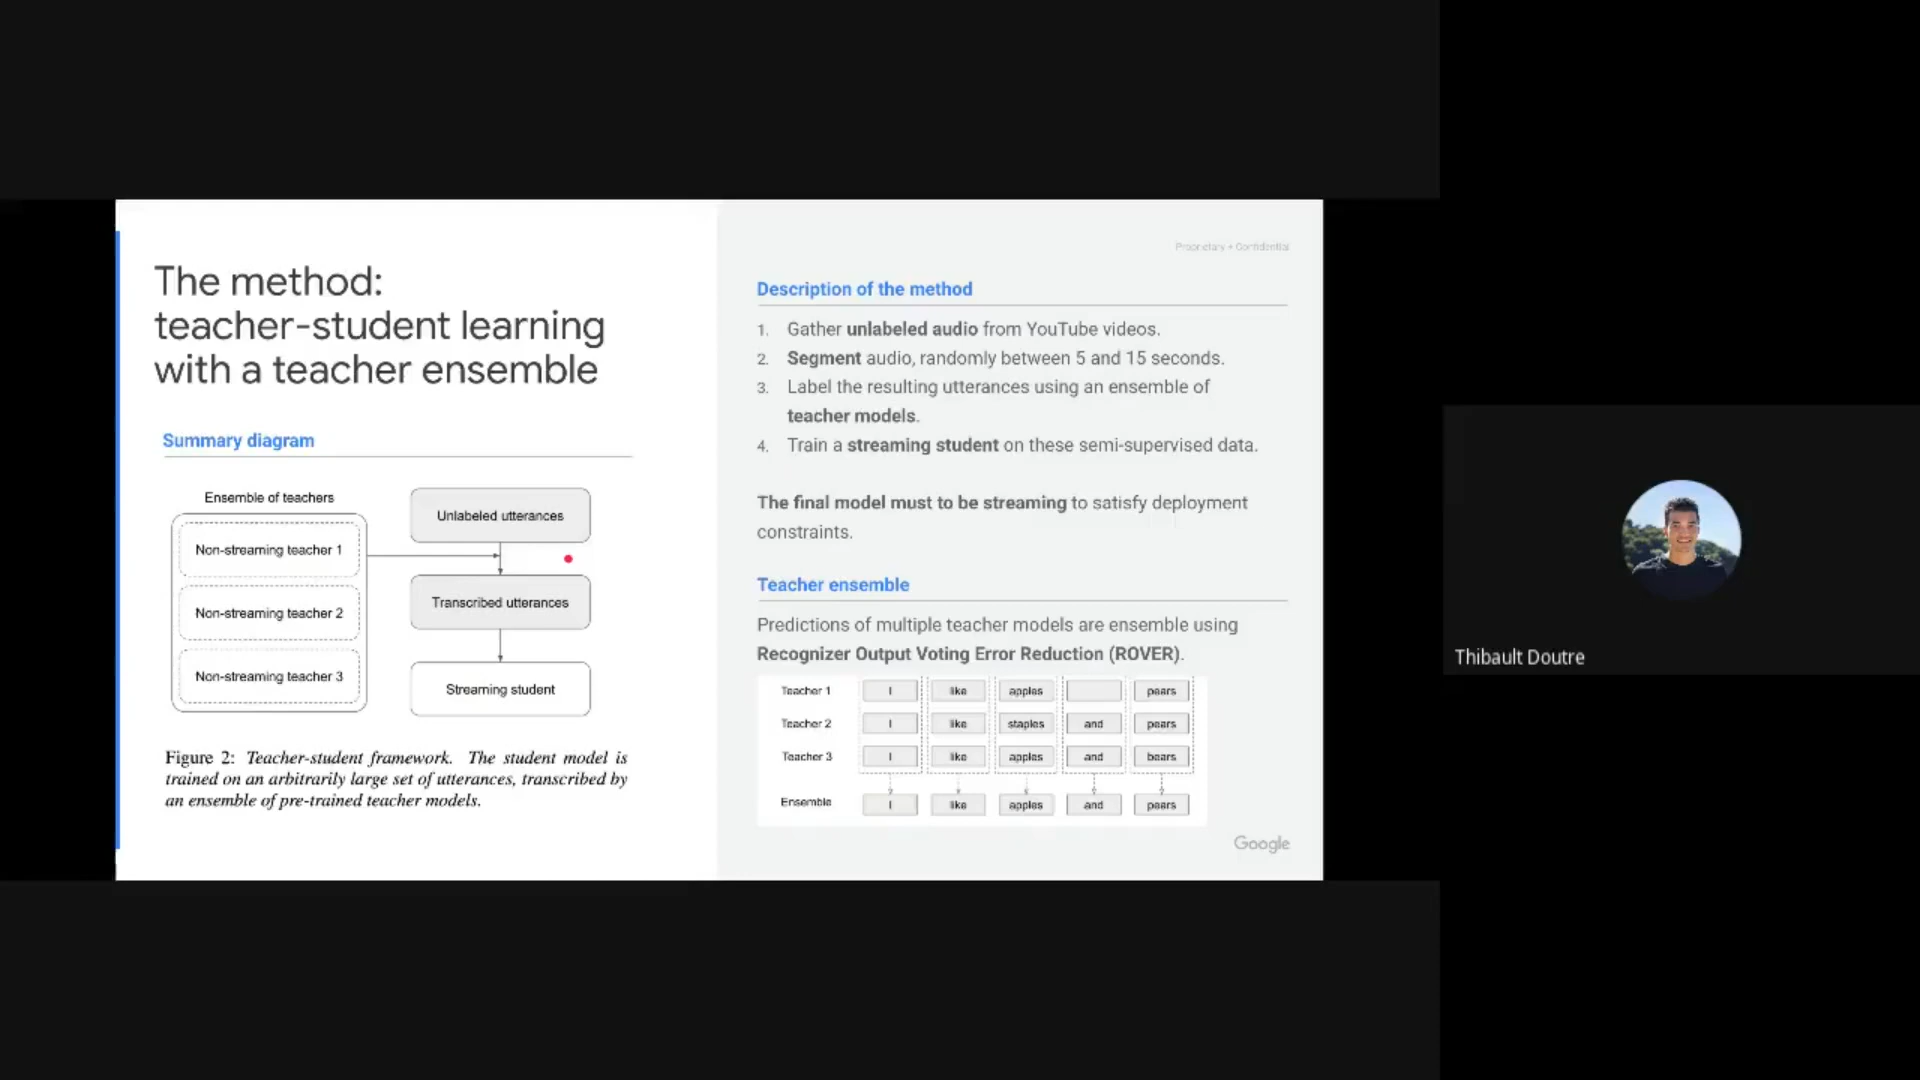 The method:
teacher-student learning
with a teacher ensemble
Summary diagram
Ensemble of teachers
Non-streaming teacher 1
Non-streaming teacher 2
Non-streaming teacher 3
Unlabeled utterances
Transcribed utterances
Streaming student
Figure 2: Teacher-student framework. The student model is
trained on an arbitrarily large set of utterances, transcribed by
an ensemble of pre-trained teacher models.
Proprietary + Confidential
Description of the method
1. Gather unlabeled audio from YouTube videos.
2. Segment audio, randomly between 5 and 15 seconds.
3. Label the resulting utterances using an ensemble of
teacher models.
4. Train a streaming student on these semi-supervised data.
The final model must to be streaming to satisfy deployment
constraints.
Teacher ensemble
Predictions of multiple teacher models are ensemble using
Recognizer Output Voting Error Reduction (ROVER).
Teacher 1 I like apples pears
Teacher 2 I like staples and pears
Teacher 3 I like apples and bears
Ensemble I like apples and pears
Google
Thibault Doutre